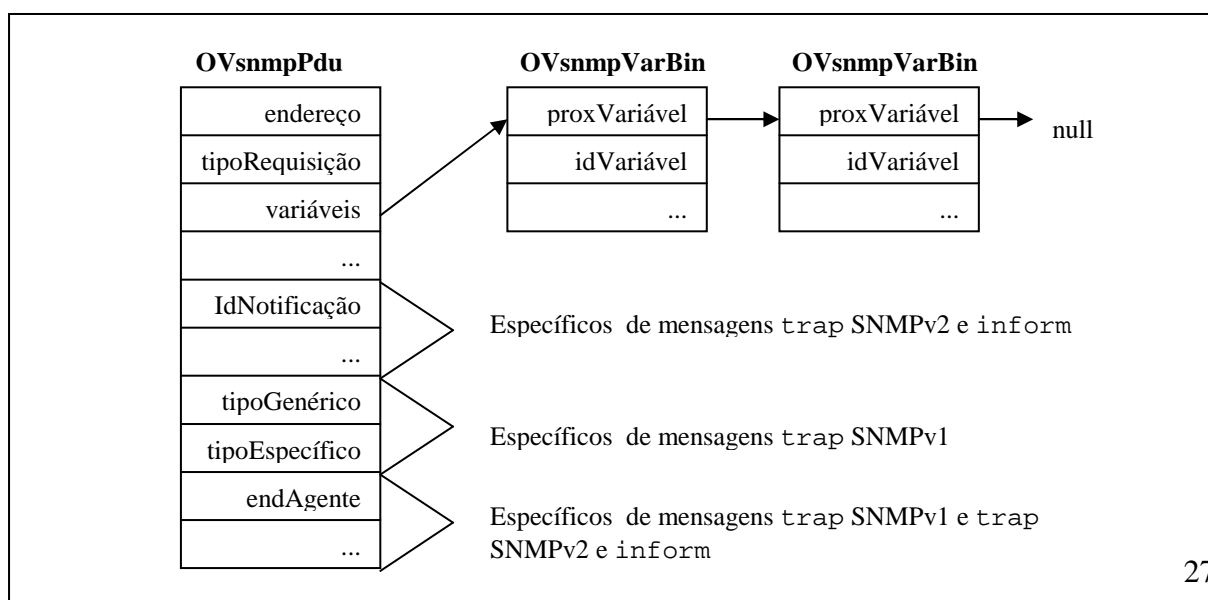 OVsnmpPdu
endereço
tipoRequisição
variáveis
...
IdNotificação
...
tipoGenérico
tipoEspecífico
endAgente
...
OVsnmpVarBin
proxVariável
idVariável
...
OVsnmpVarBin
proxVariável
idVariável
...
null
Específicos de mensagens trap SNMPv2 e inform
Específicos de mensagens trap SNMPv1
Específicos de mensagens trap SNMPv1 e trap
SNMPv2 e inform
27